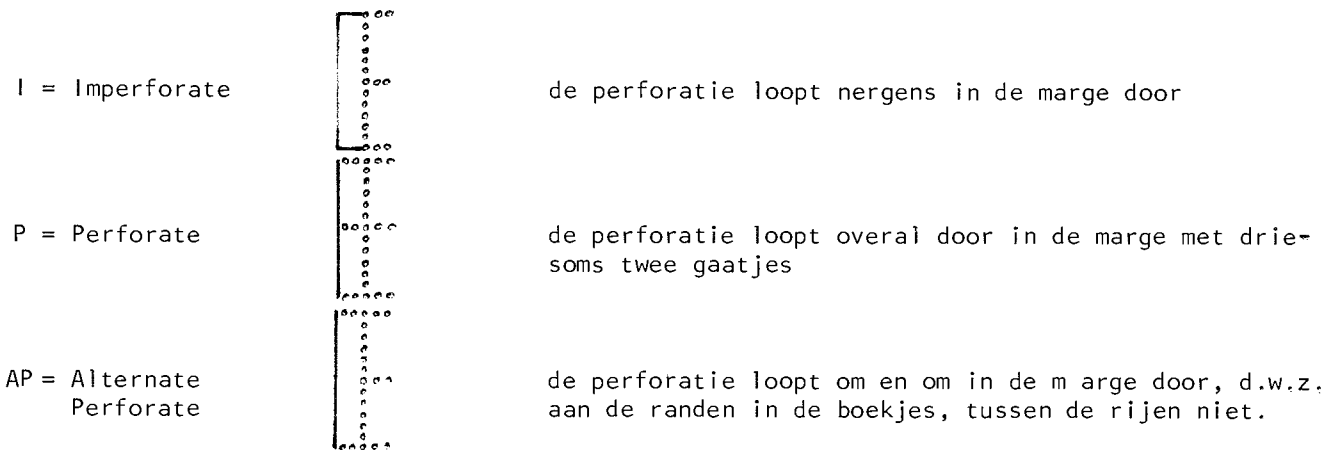 I = Imperforate
de perforatie loopt nergens in de marge door
P = Perforate
de perforatie loopt overal door in de marge met drie-
soms twee gaatjes
AP = Alternate
Perforate
de perforatie loopt om en om in de m arge door, d.w.z.
aan de randen in de boekjes, tussen de rijen niet.